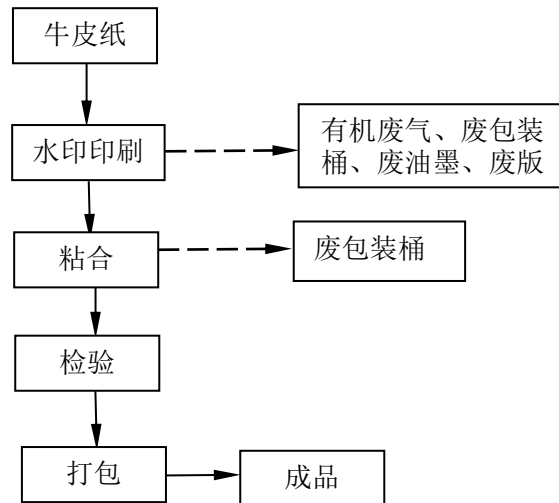 牛皮纸
水印印刷
有机废气、废包装
桶、废油墨、废版
粘合
废包装桶
检验
打包
成品